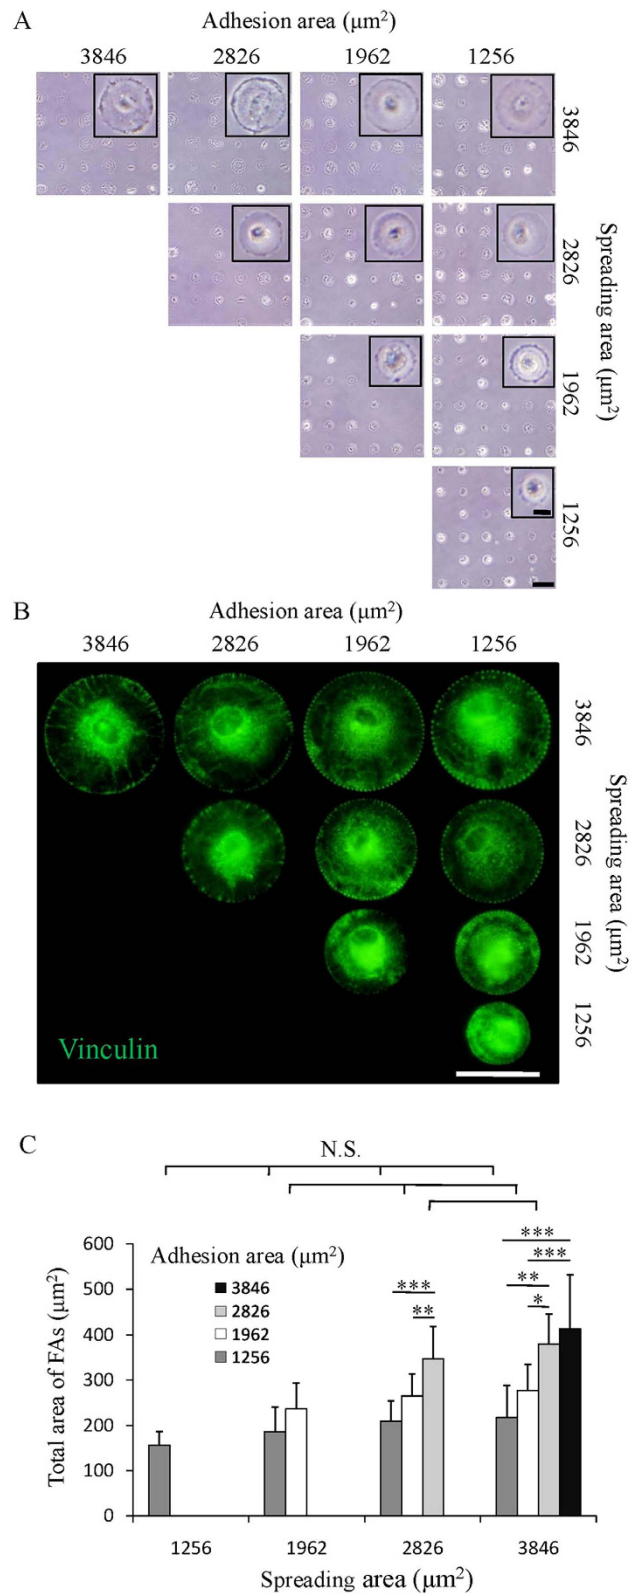 A
Adhesion area (μm²)
3846 2826 1962 1256
3846
2826
1962
1256
Spreading area (μm²)
B
Adhesion area (μm²)
3846 2826 1962 1256
3846
2826
1962
1256
Spreading area (μm²)
Vinculin
C
N.S.
Total area of FAs (μm²)
600
500
400
300
200
100
0
Adhesion area (μm²)
3846
2826
1962
1256
***
**
***
***
**
*
1256 1962 2826 3846
Spreading area (μm²)